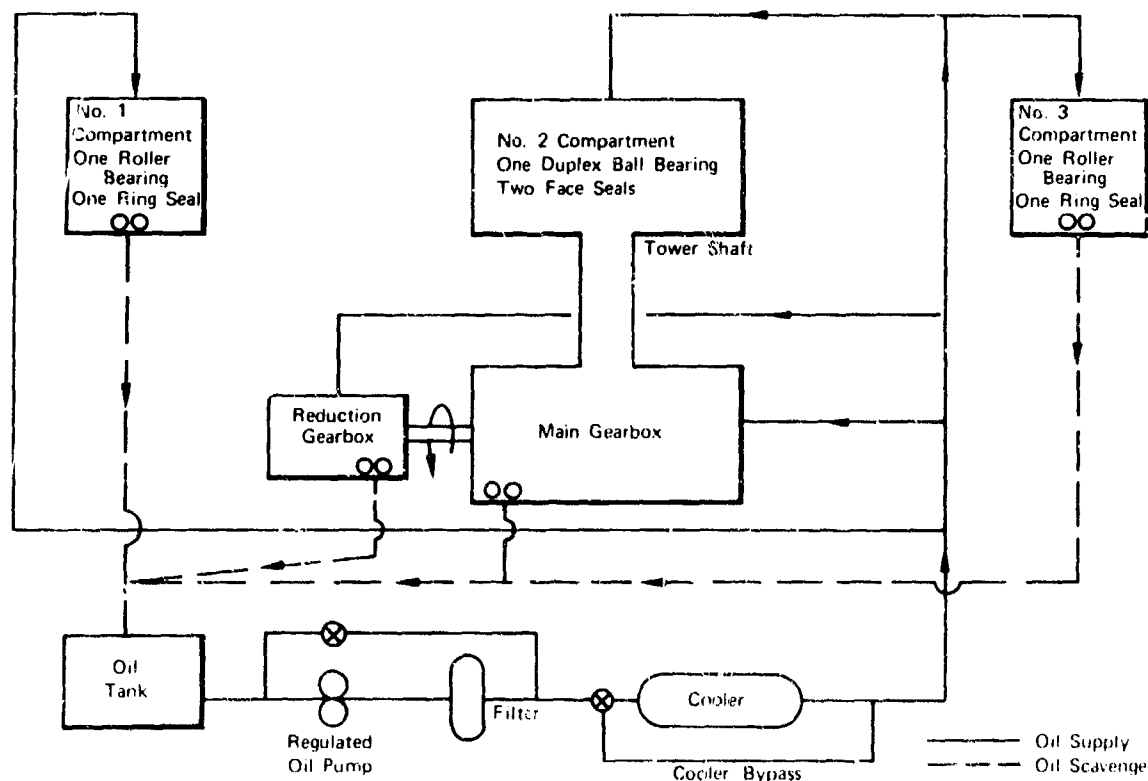 No. 1
Compartment
One Roller
Bearing
One Ring Seal
No. 2 Compartment
One Duplex Ball Bearing
Two Face Seals
No. 3
Compartment
One Roller
Bearing
One Ring Seal
Tower Shaft
Reduction
Gearbox
Main Gearbox
Oil
Tank
Regulated
Oil Pump
Filter
Cooler
Cooler Bypass
Oil Supply
Oil Scavenge